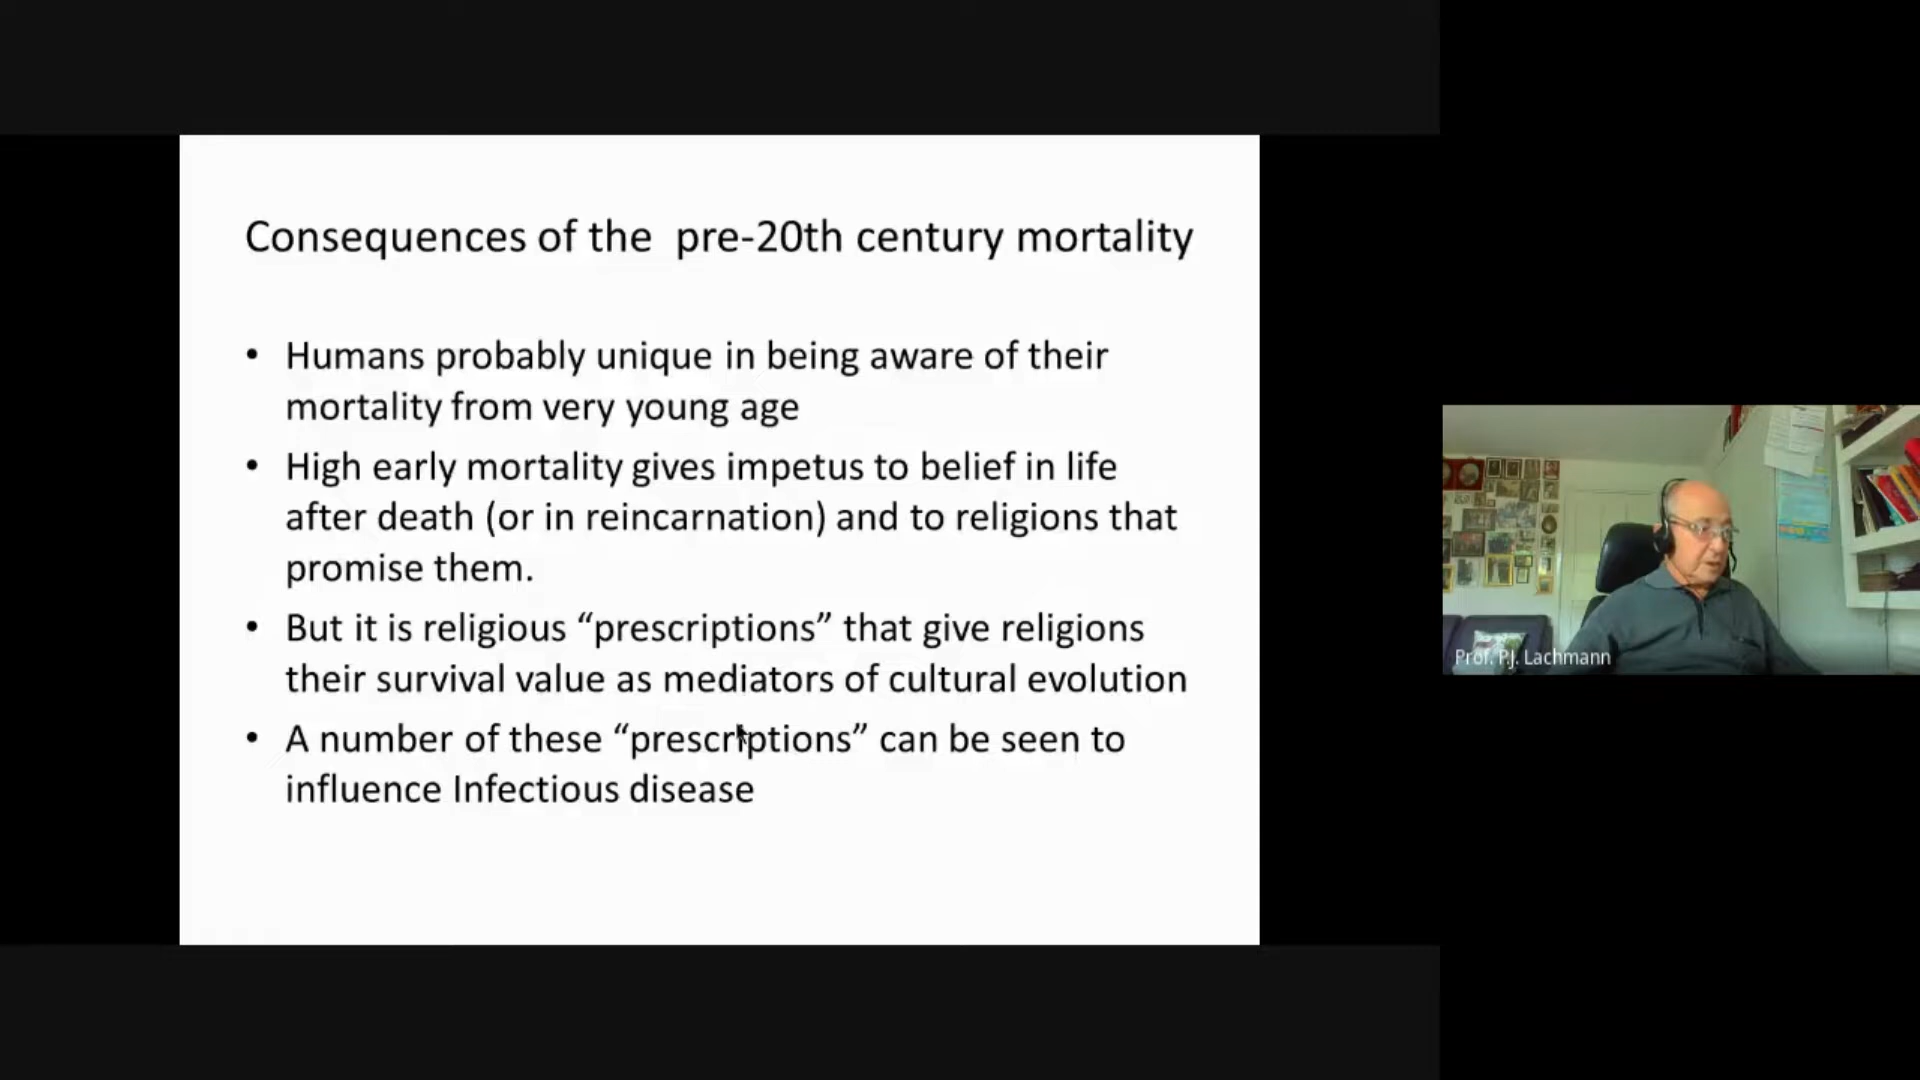 Consequences of the pre-20th century mortality
• Humans probably unique in being aware of their
mortality from very young age
• High early mortality gives impetus to belief in life
after death (or in reincarnation) and to religions that
promise them.
• But it is religious “prescriptions” that give religions
their survival value as mediators of cultural evolution
• A number of these “prescriptions” can be seen to
influence Infectious disease
Prof. P.J. Lachmann